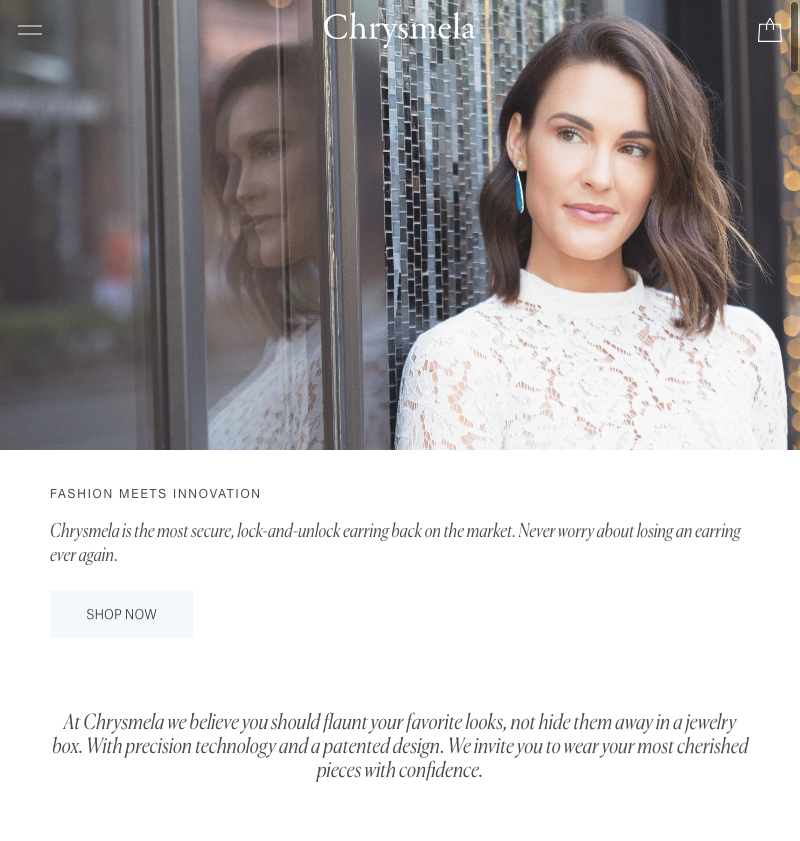 Chrysmela
FASHION MEETS INNOVATION
Chrysmela is the most secure, lock-and-unlock earring back on the market. Never worry about losing an earring
ever again.
SHOP NOW
At Chrysmela we believe you should flaunt your favorite looks, not hide them away in a jewelry
box. With precision technology and a patented design. We invite you to wear your most cherished
pieces with confidence.